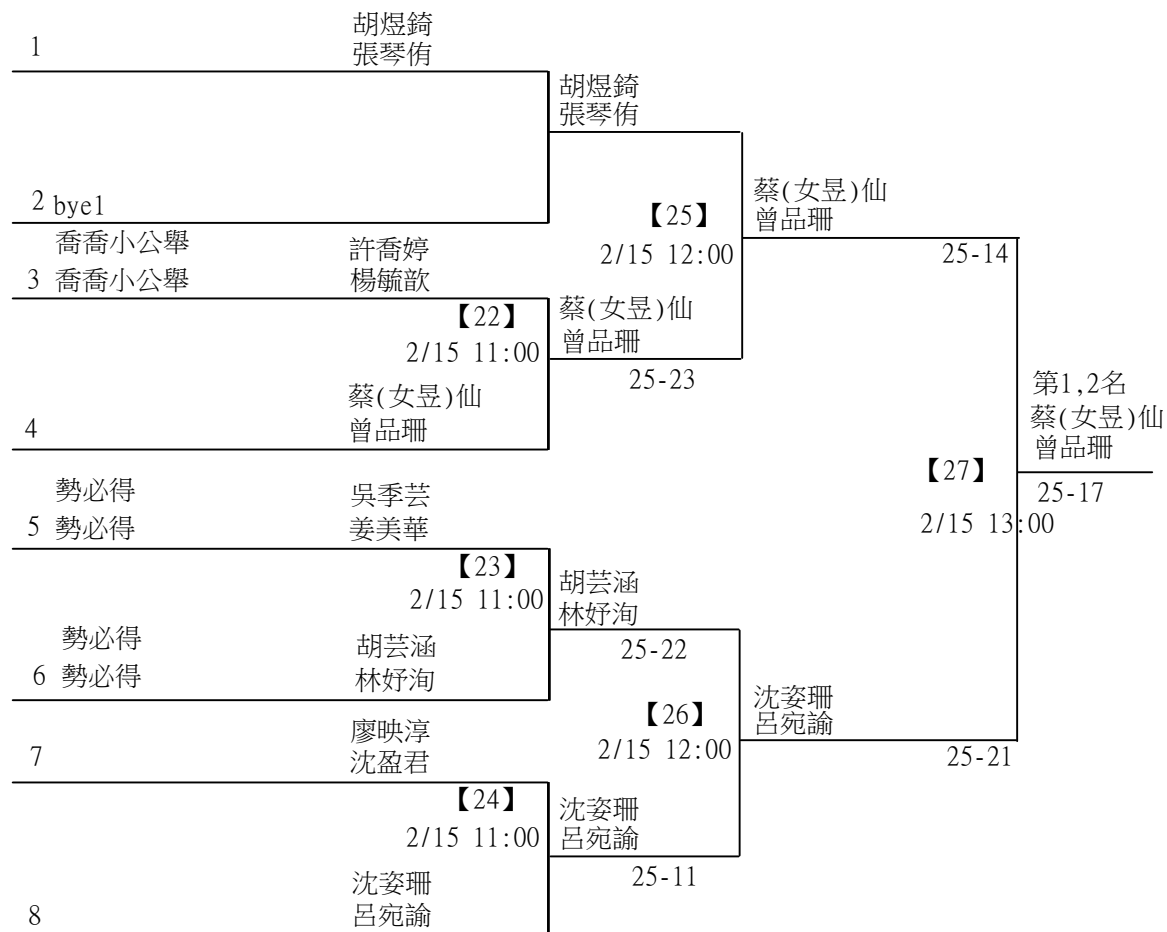 胡煜錡
1 張琴侑
胡煜錡
張琴侑
2 bye1
蔡(女昱)仙
曾品珊
【25】
2/15 12:00
25-14
喬喬小公舉 許喬婷
3 喬喬小公舉 楊毓歆
【22】
2/15 11:00
蔡(女昱)仙
曾品珊
25-23
蔡(女昱)仙
4 曾品珊
第1,2名
蔡(女昱)仙
曾品珊
【27】
25-17
2/15 13:00
勢必得 吳季芸
5 勢必得 姜美華
【23】
2/15 11:00
胡芸涵
林妤洵
25-22
勢必得 胡芸涵
6 勢必得 林妤洵
【26】
2/15 12:00
沈姿珊
呂宛諭
25-21
廖映淳
7 沈盈君
【24】
2/15 11:00
沈姿珊
呂宛諭
25-11
沈姿珊
8 呂宛諭